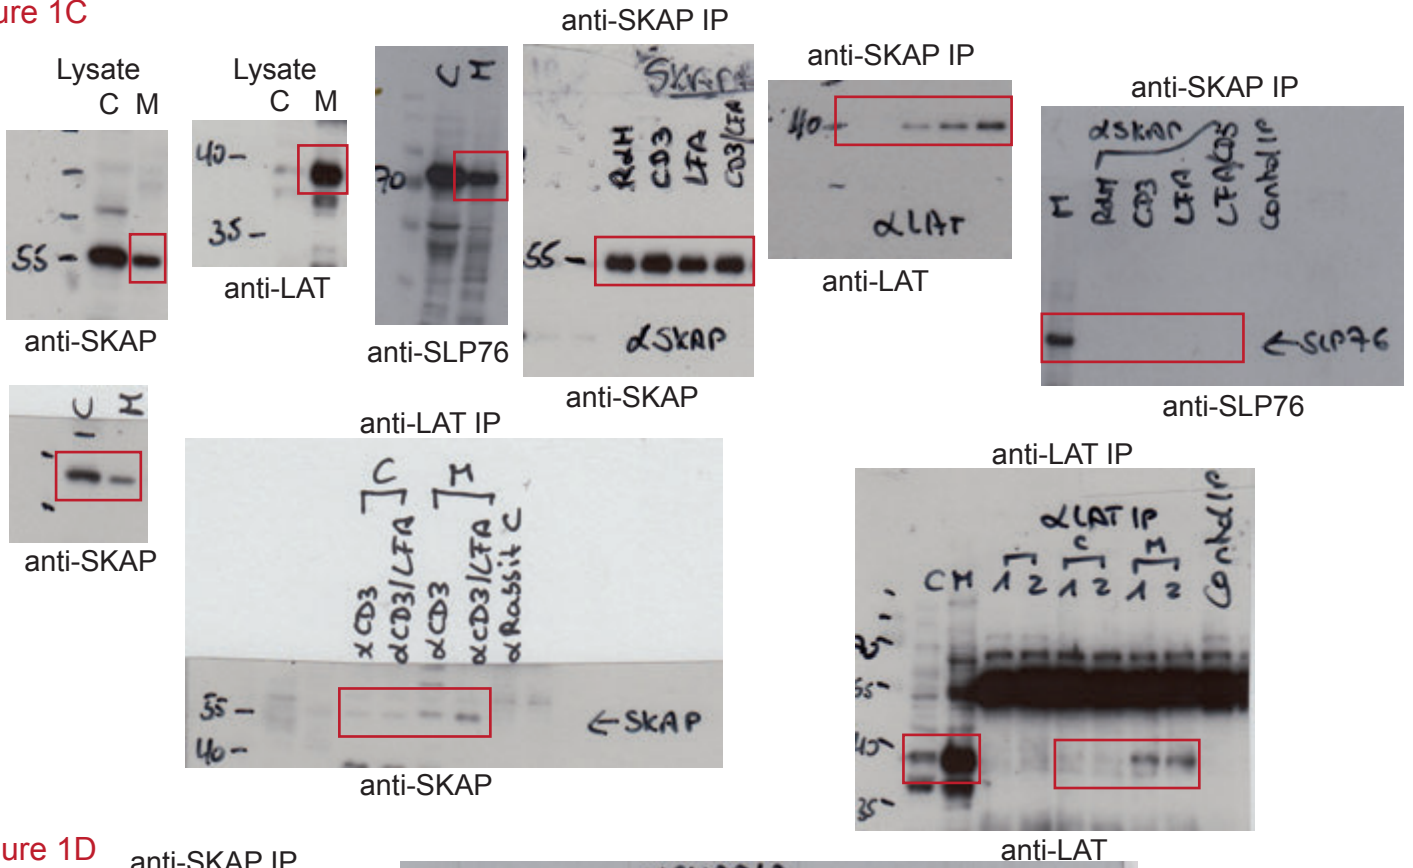 ure 1C
Lysate
C M
55
anti-SKAP
Lysate
C M
40
35
anti-LAT
C M
70
anti-SLP76
anti-SKAP IP
SKAP
RdM
CD3
LFA
CD3/LFA
55
αSKAP
anti-SKAP
anti-SKAP IP
40
αLAT
anti-LAT
anti-SKAP IP
αSKAP
M
RdM
CD3
LFA
LFA/CD3
Control IP
←SLP76
anti-SLP76
C M
anti-SKAP
anti-LAT IP
C M
αCD3
αCD3/LFA
αCD3
αCD3/LFA
αRabbit C
55
40
←SKAP
anti-SKAP
anti-LAT IP
αLAT IP
C M
C M 1 2 1 2 1 2
Control IP
55
40
35
anti-LAT
ure 1D
anti-SKAP IP